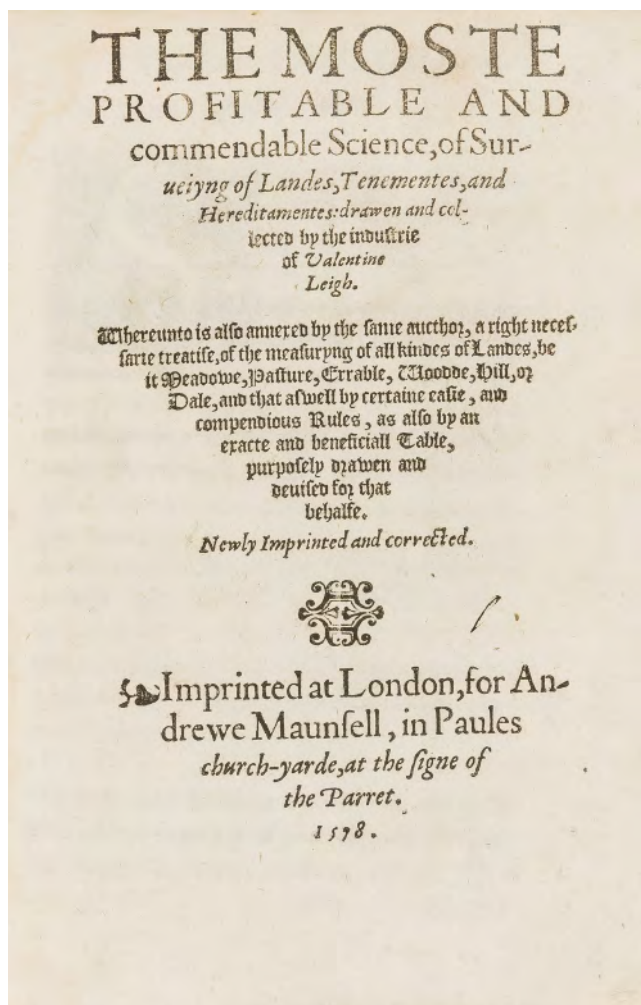 THE MOSTE
PROFITABLE AND
commendable Science, of Sur-
ueiyng of Landes, Tenementes, and
Hereditamentes: drawen and col-
lected by the industrie
of Valentine
Leigh.
Whereunto is also annexed by the same aucthor, a right neces-
sarie treatise, of the measuryng of all kindes of Landes, be
it Meadowe, Pasture, Errable, Woodde, Hill, or
Dale, and that aswell by certaine easie, and
compendious Rules, as also by an
exacte and beneficiall Table,
purposely drawen and
deuised for that
behalfe.
Newly Imprinted and corrected.
Imprinted at London, for An-
drewe Maunsell, in Paules
church-yarde, at the signe of
the Parret.
1578.